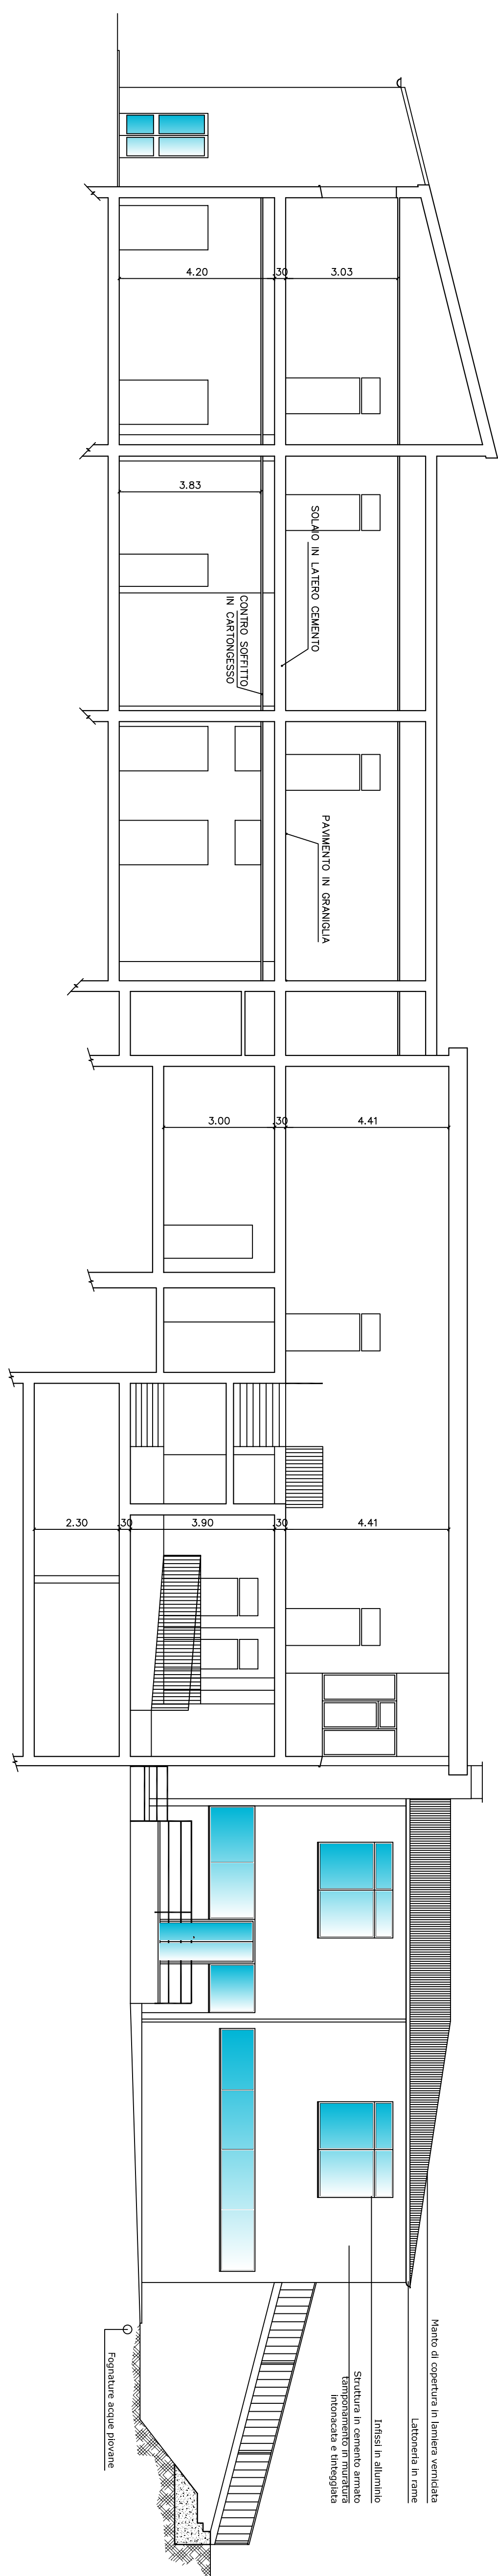 4.20
.30
3.03
3.83
SOLAIO IN LATERO CEMENTO
CONTRO SOFFITTO
IN CARTONGESSO
PAVIMENTO IN GRANIGLIA
3.00
.30
4.41
2.30
.30
3.90
.30
4.41
Manto di copertura in lamiera verniciata
Lattoneria in rame
Infissi in alluminio
Struttura in cemento armato
tamponamento in muratura
intonacata e tinteggiata
Fognature acque piovane